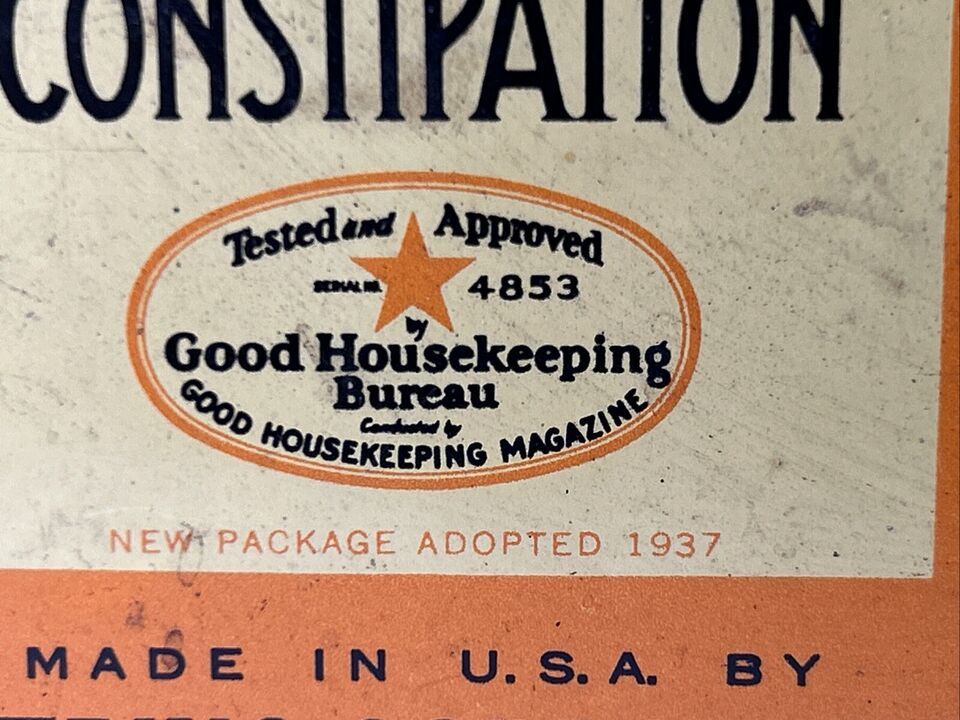 CONSTIPATION
Tested and Approved
SERIAL NO. 4853
by
Good Housekeeping
Bureau
Conducted by
GOOD HOUSEKEEPING MAGAZINE
NEW PACKAGE ADOPTED 1937
MADE IN U.S.A. BY